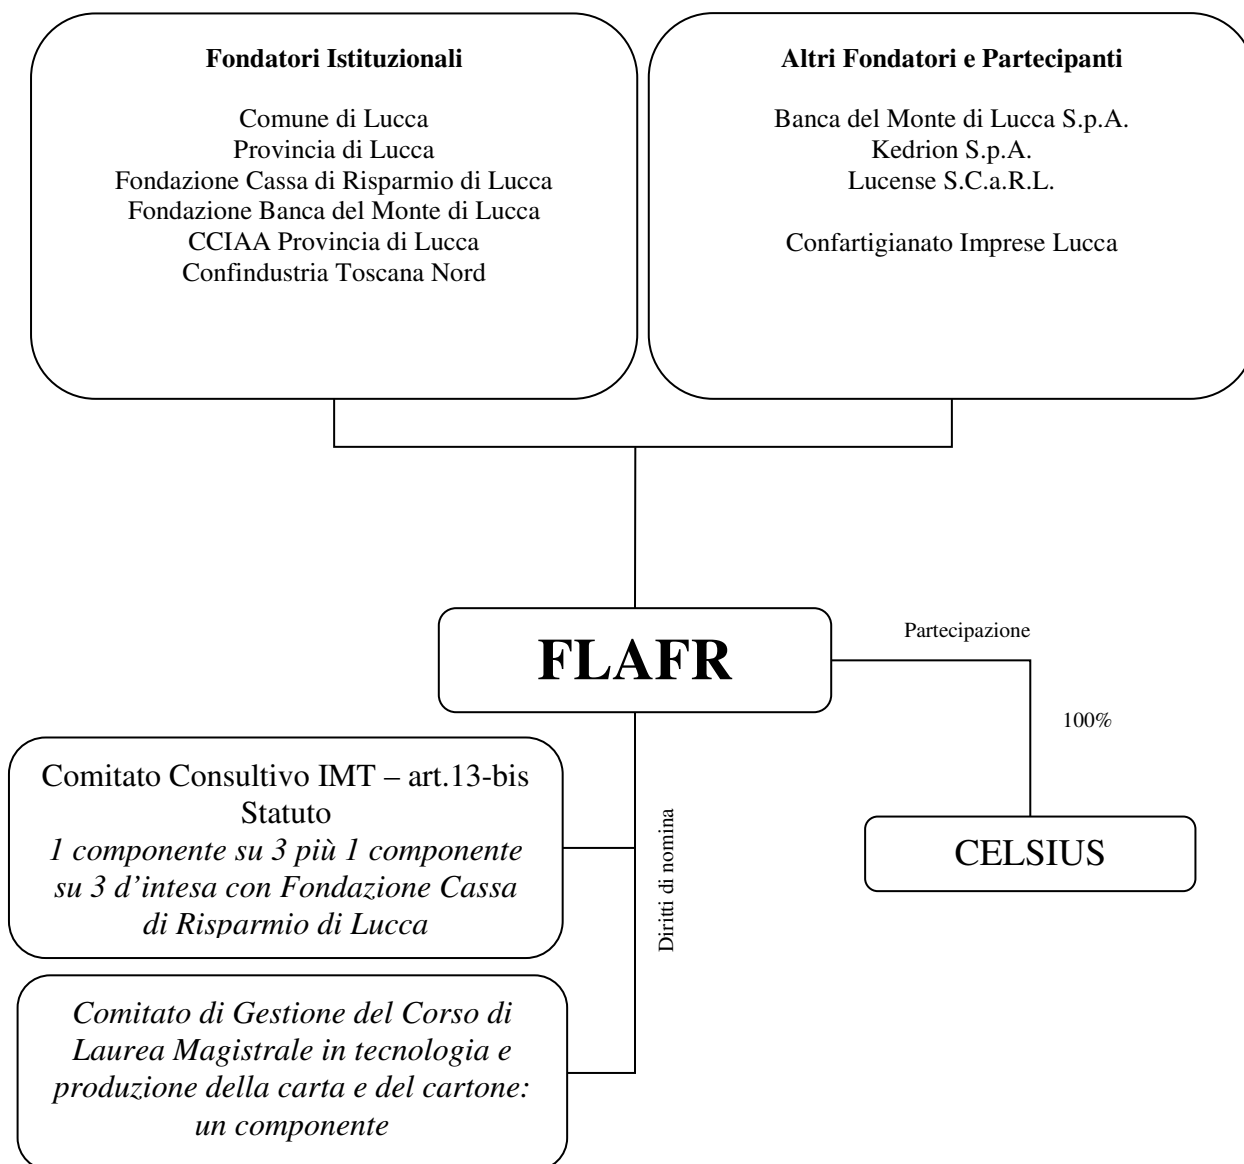 Fondatori Istituzionali
Comune di Lucca
Provincia di Lucca
Fondazione Cassa di Risparmio di Lucca
Fondazione Banca del Monte di Lucca
CCIAA Provincia di Lucca
Confindustria Toscana Nord
Altri Fondatori e Partecipanti
Banca del Monte di Lucca S.p.A.
Kedrion S.p.A.
Lucense S.C.a.R.L.
Confartigianato Imprese Lucca
FLAFR
Partecipazione
100%
CELSIUS
Diritti di nomina
Comitato Consultivo IMT – art.13-bis
Statuto
1 componente su 3 più 1 componente
su 3 d’intesa con Fondazione Cassa
di Risparmio di Lucca
Comitato di Gestione del Corso di
Laurea Magistrale in tecnologia e
produzione della carta e del cartone:
un componente